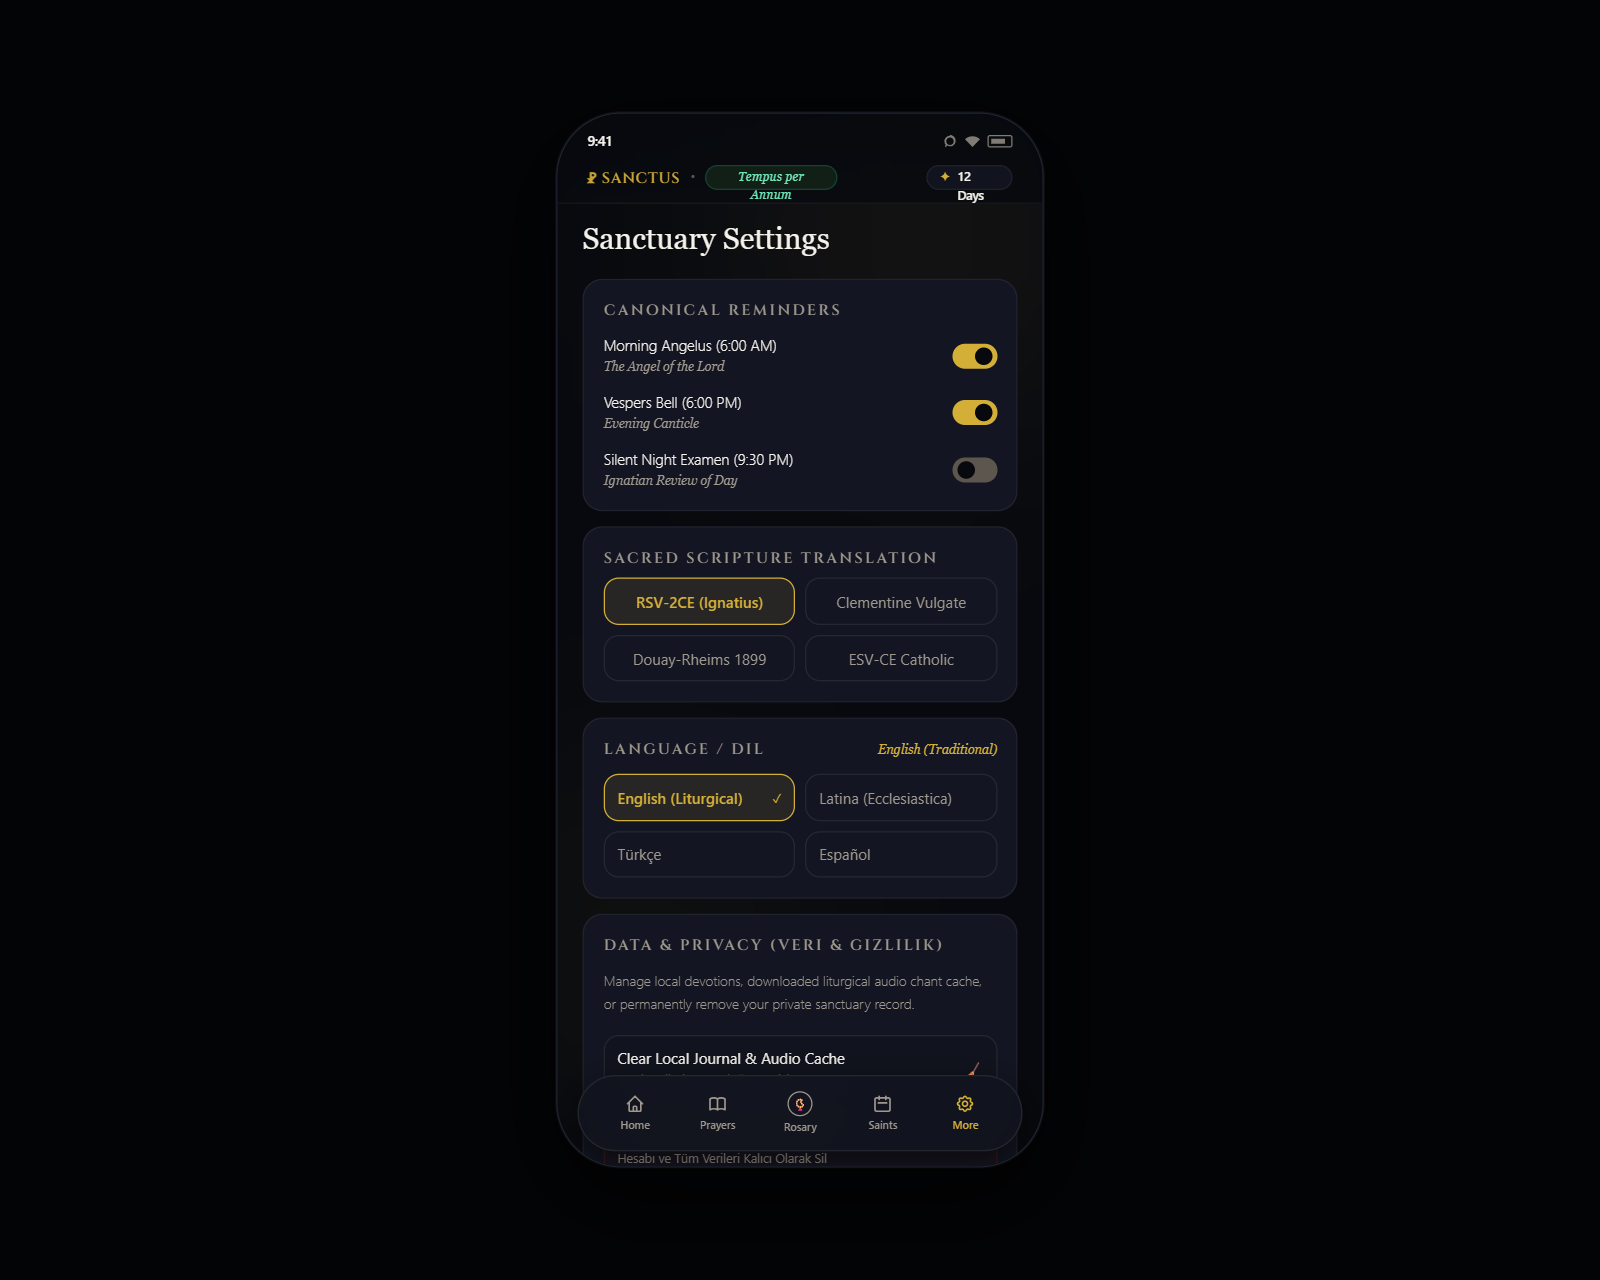 9:41
☧ SANCTUS • Tempus per Annum
✦ 12 Days
Sanctuary Settings
CANONICAL REMINDERS
Morning Angelus (6:00 AM)
The Angel of the Lord
Vespers Bell (6:00 PM)
Evening Canticle
Silent Night Examen (9:30 PM)
Ignatian Review of Day
SACRED SCRIPTURE TRANSLATION
RSV-2CE (Ignatius)
Clementine Vulgate
Douay-Rheims 1899
ESV-CE Catholic
LANGUAGE / DIL
English (Traditional)
English (Liturgical) ✓
Latina (Ecclesiastica)
Türkçe
Español
DATA & PRIVACY (VERI & GIZLILIK)
Manage local devotions, downloaded liturgical audio chant cache,
or permanently remove your private sanctuary record.
Clear Local Journal & Audio Cache
Home
Prayers
Rosary
Saints
More
Hesabı ve Tüm Verileri Kalıcı Olarak Sil